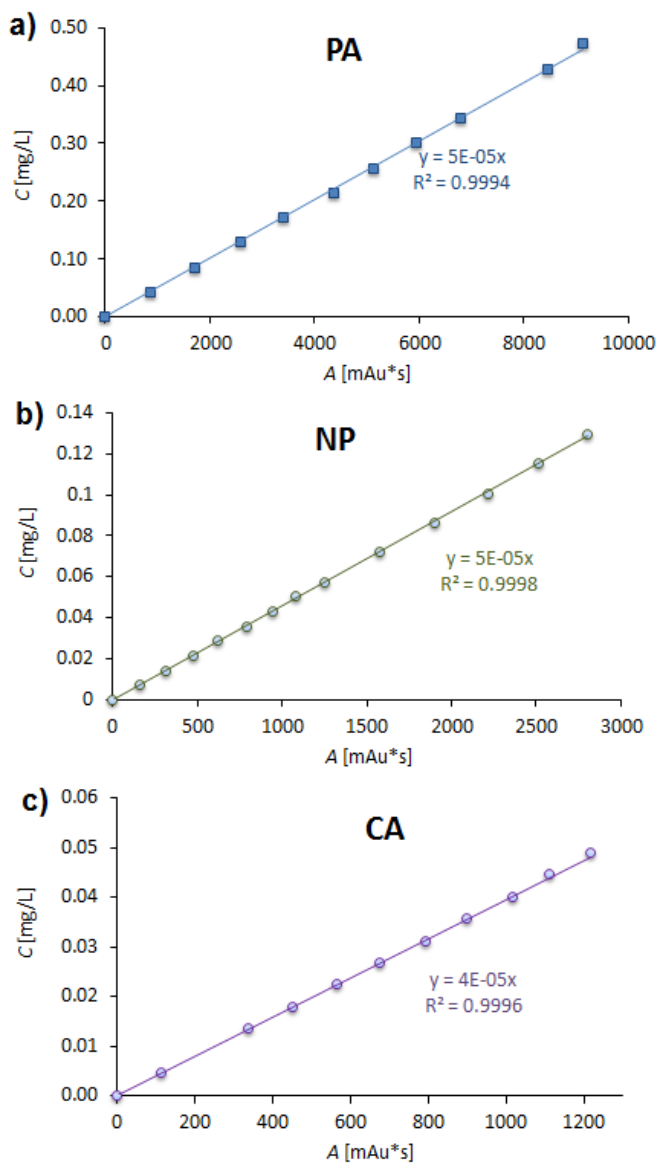 a)
PA
0.50
0.40
0.30
0.20
0.10
0.00
C [mg/L]
y = 5E-05x
R² = 0.9994
0 2000 4000 6000 8000 10000
A [mAu*s]
b)
NP
0.14
0.12
0.1
0.08
0.06
0.04
0.02
0
C [mg/L]
y = 5E-05x
R² = 0.9998
0 500 1000 1500 2000 2500 3000
A [mAu*s]
c)
CA
0.06
0.05
0.04
0.03
0.02
0.01
0.00
C [mg/L]
y = 4E-05x
R² = 0.9996
0 200 400 600 800 1000 1200
A [mAu*s]